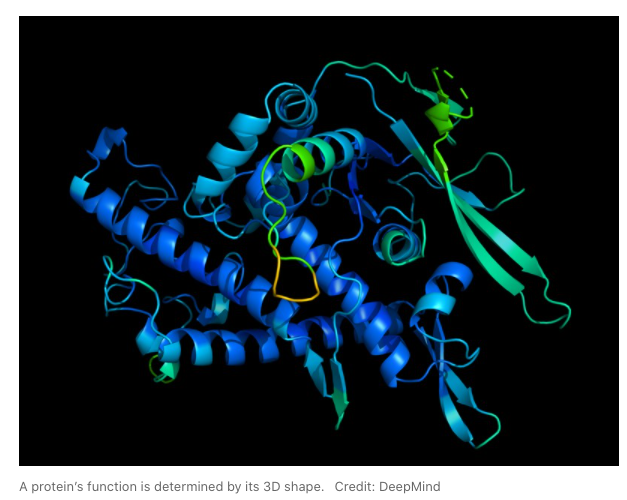 A protein’s function is determined by its 3D shape.   Credit: DeepMind